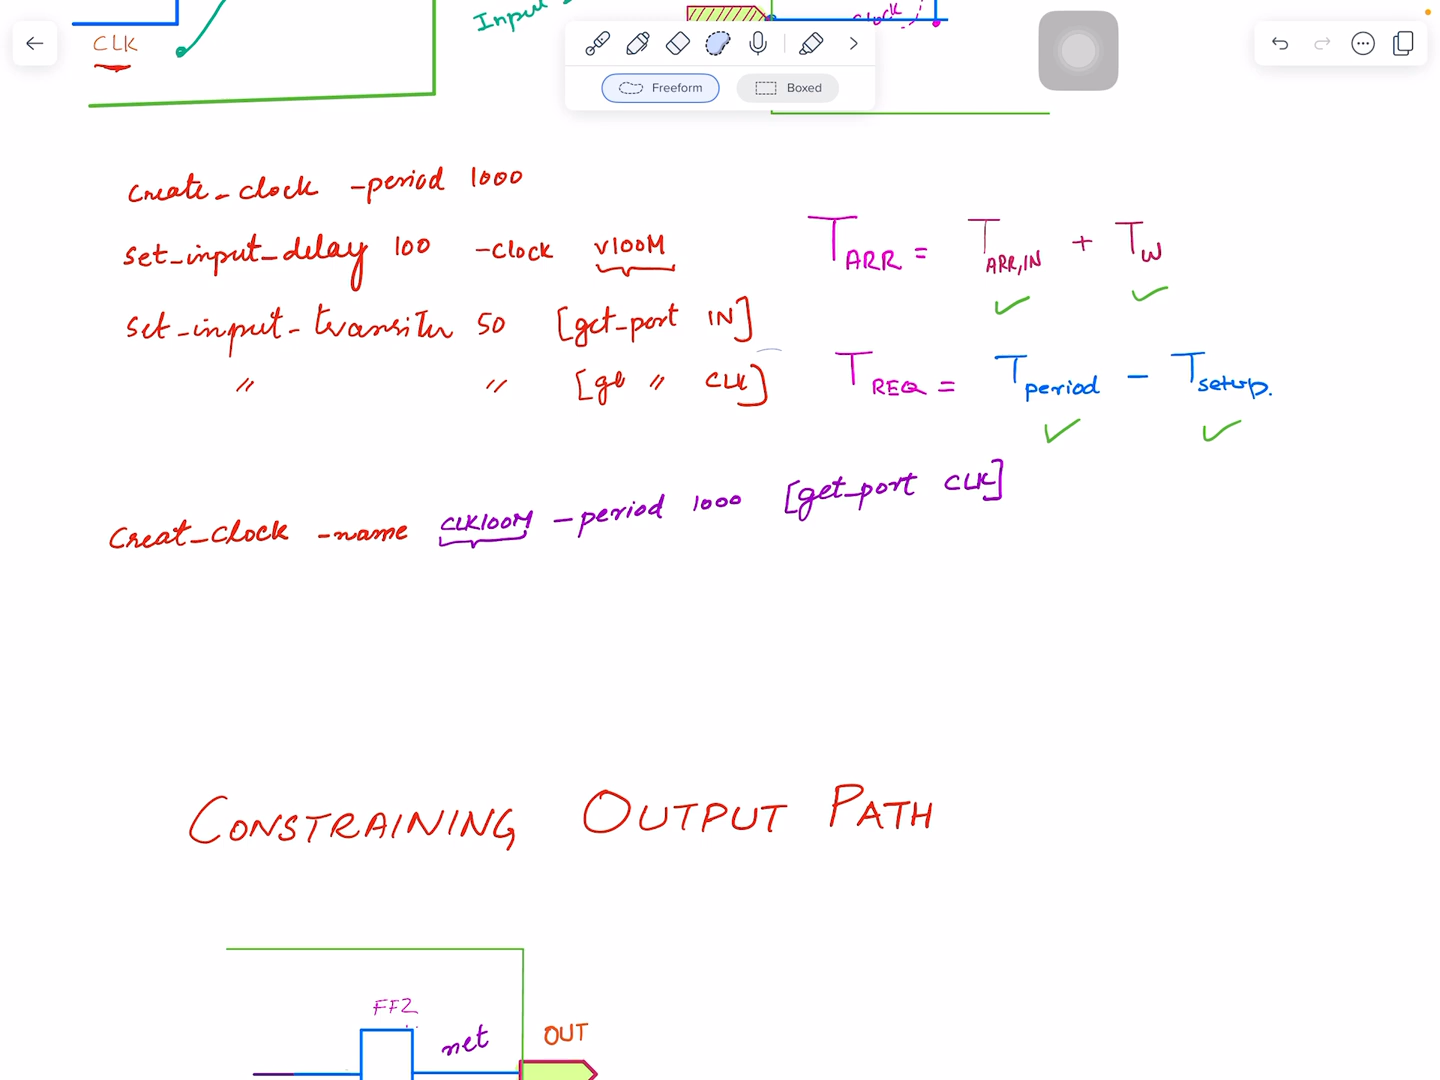 Input
clock
CLK
Freeform
Boxed
Create_clock -period 1000
set_input_delay 100 -clock v100M
TARR = TARR,IN + TW
set_input_transition 50 [get_port IN]
" " [ge " CLK]
TREQ = Tperiod - Tsetup.
Creat_clock -name CLK100M -period 1000 [get_port CLK]
CONSTRAINING OUTPUT PATH
FF2
net
OUT